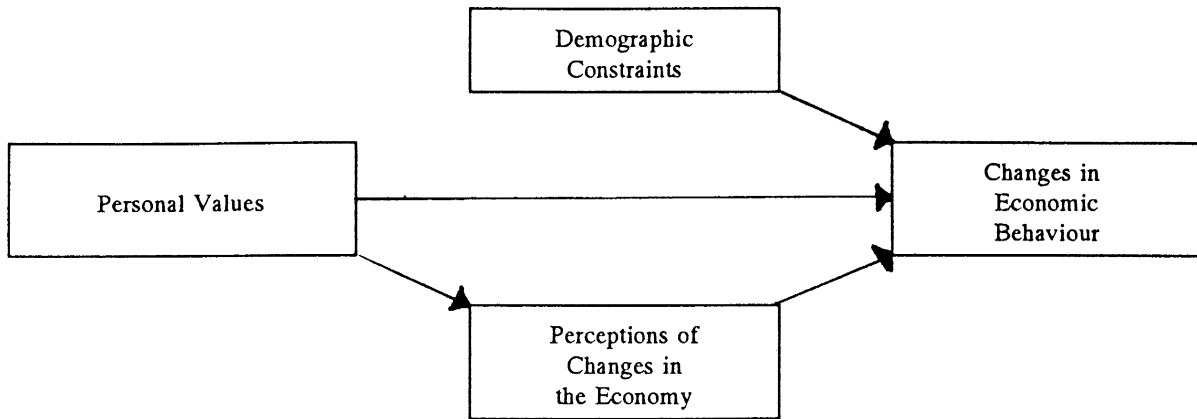 Demographic
Constraints
Personal Values
Changes in
Economic
Behaviour
Perceptions of
Changes in
the Economy